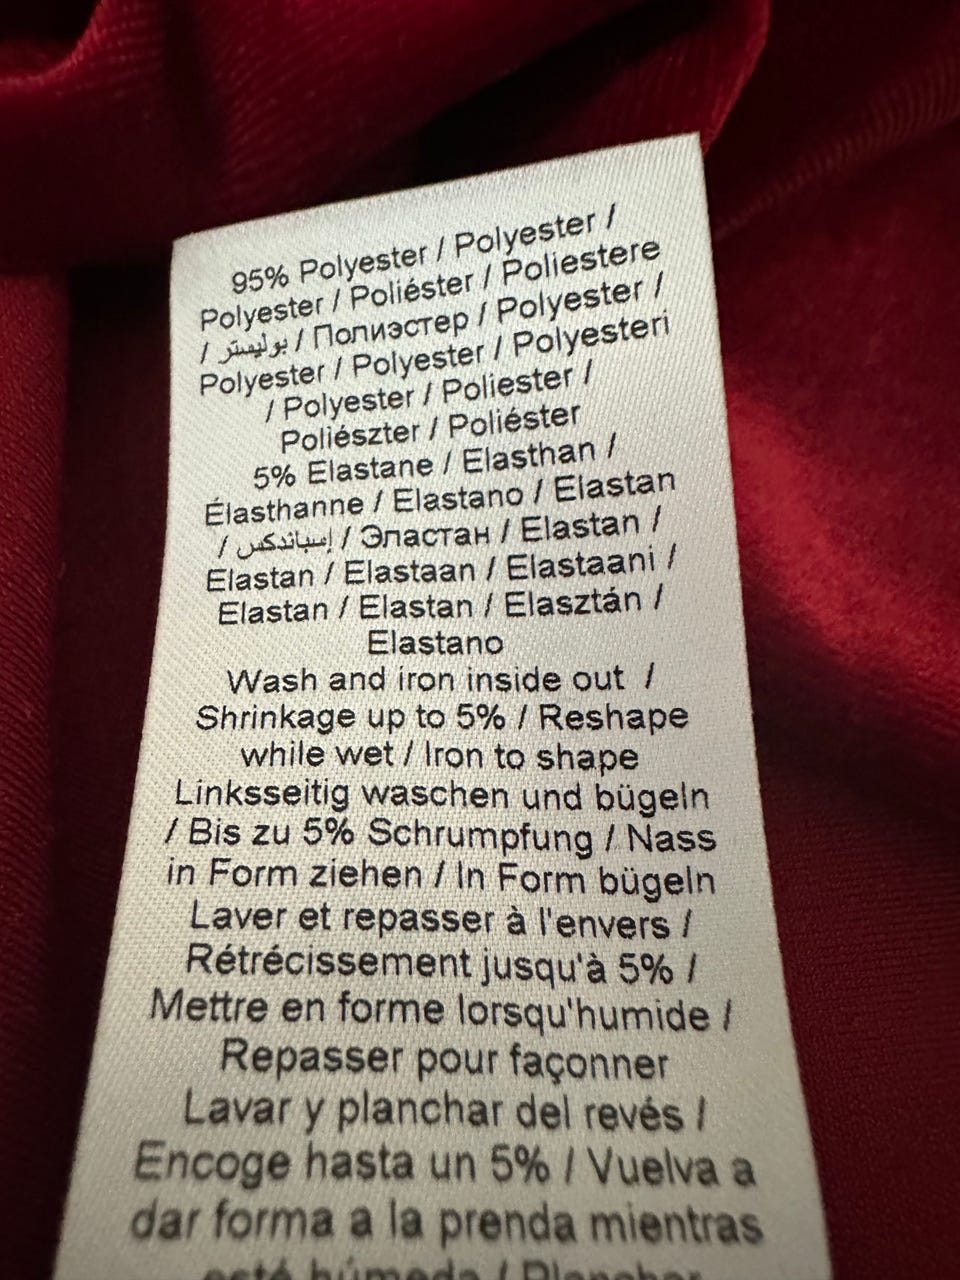 95% Polyester / Polyester /
Polyester / Poliéster / Poliestere
/ بوليستر / Полиэстер / Polyester /
Polyester / Polyester / Polyesteri
/ Polyester / Poliester /
Poliészter / Poliéster
5% Elastane / Elasthan /
Élasthanne / Elastano / Elastan
/ إسباندكس / Эластан / Elastan /
Elastan / Elastaan / Elastaani /
Elastan / Elastan / Elasztán /
Elastano
Wash and iron inside out /
Shrinkage up to 5% / Reshape
while wet / Iron to shape
Linksseitig waschen und bügeln
/ Bis zu 5% Schrumpfung / Nass
in Form ziehen / In Form bügeln
Laver et repasser à l'envers /
Rétrécissement jusqu'à 5% /
Mettre en forme lorsqu'humide /
Repasser pour façonner
Lavar y planchar del revés /
Encoge hasta un 5% / Vuelva a
dar forma a la prenda mientras
esté húmeda / Planchar